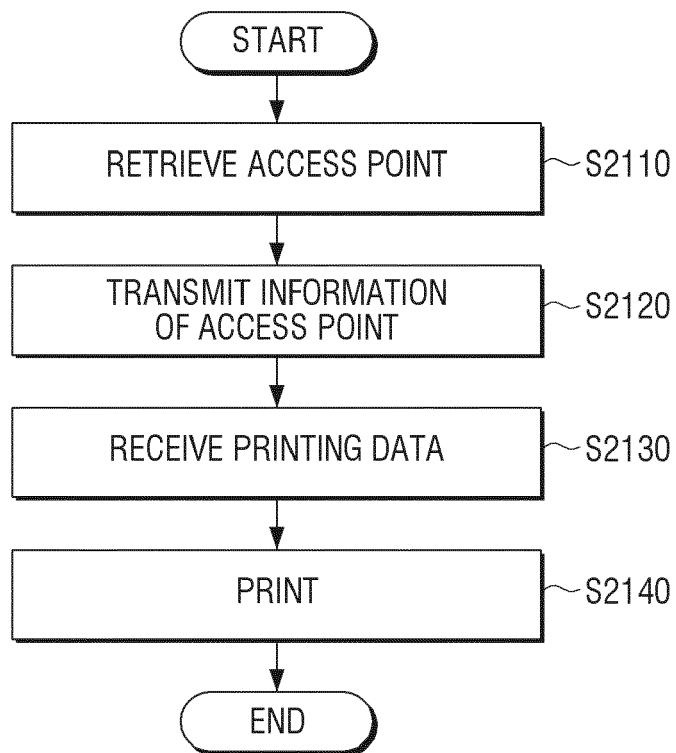 START
RETRIEVE ACCESS POINT
S2110
TRANSMIT INFORMATION
OF ACCESS POINT
S2120
RECEIVE PRINTING DATA
S2130
PRINT
S2140
END